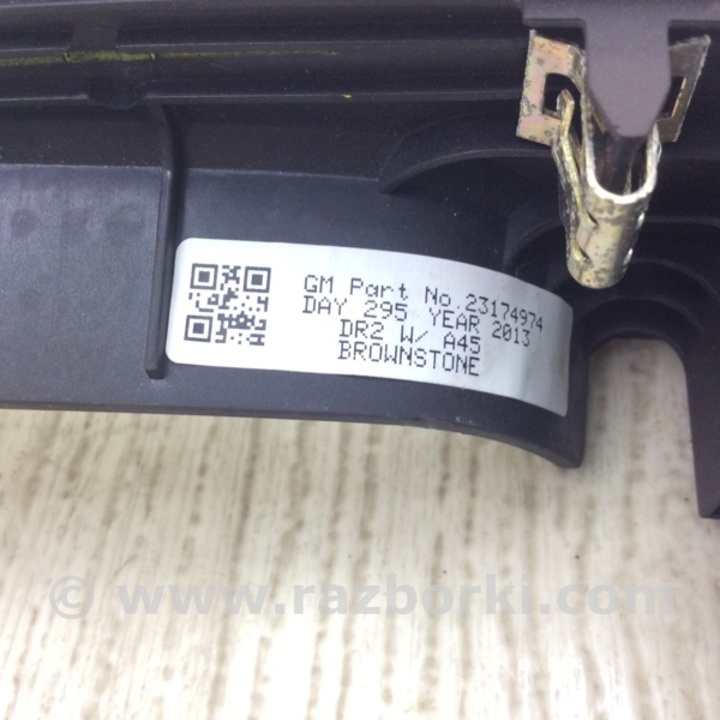 GM Part No.23174974
DAY 295 YEAR 2013
DR2 W/ A45
BROWNSTONE
© www.razborki.com